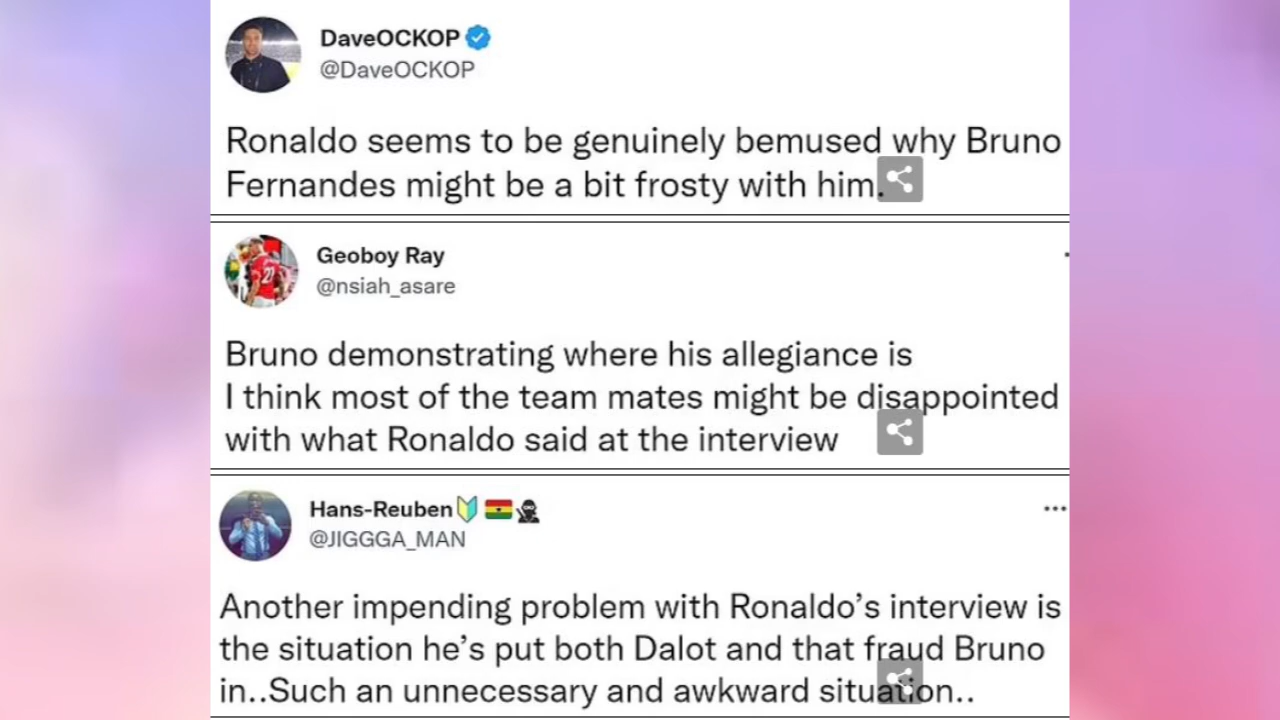 DaveOCKOP
@DaveOCKOP
Ronaldo seems to be genuinely bemused why Bruno
Fernandes might be a bit frosty with him.
Geoboy Ray
@nsiah_asare
Bruno demonstrating where his allegiance is
I think most of the team mates might be disappointed
with what Ronaldo said at the interview
Hans-Reuben🔰 🇬🇭🥷🏿
@JIGGGA_MAN
Another impending problem with Ronaldo’s interview is
the situation he’s put both Dalot and that fraud Bruno
in..Such an unnecessary and awkward situation..